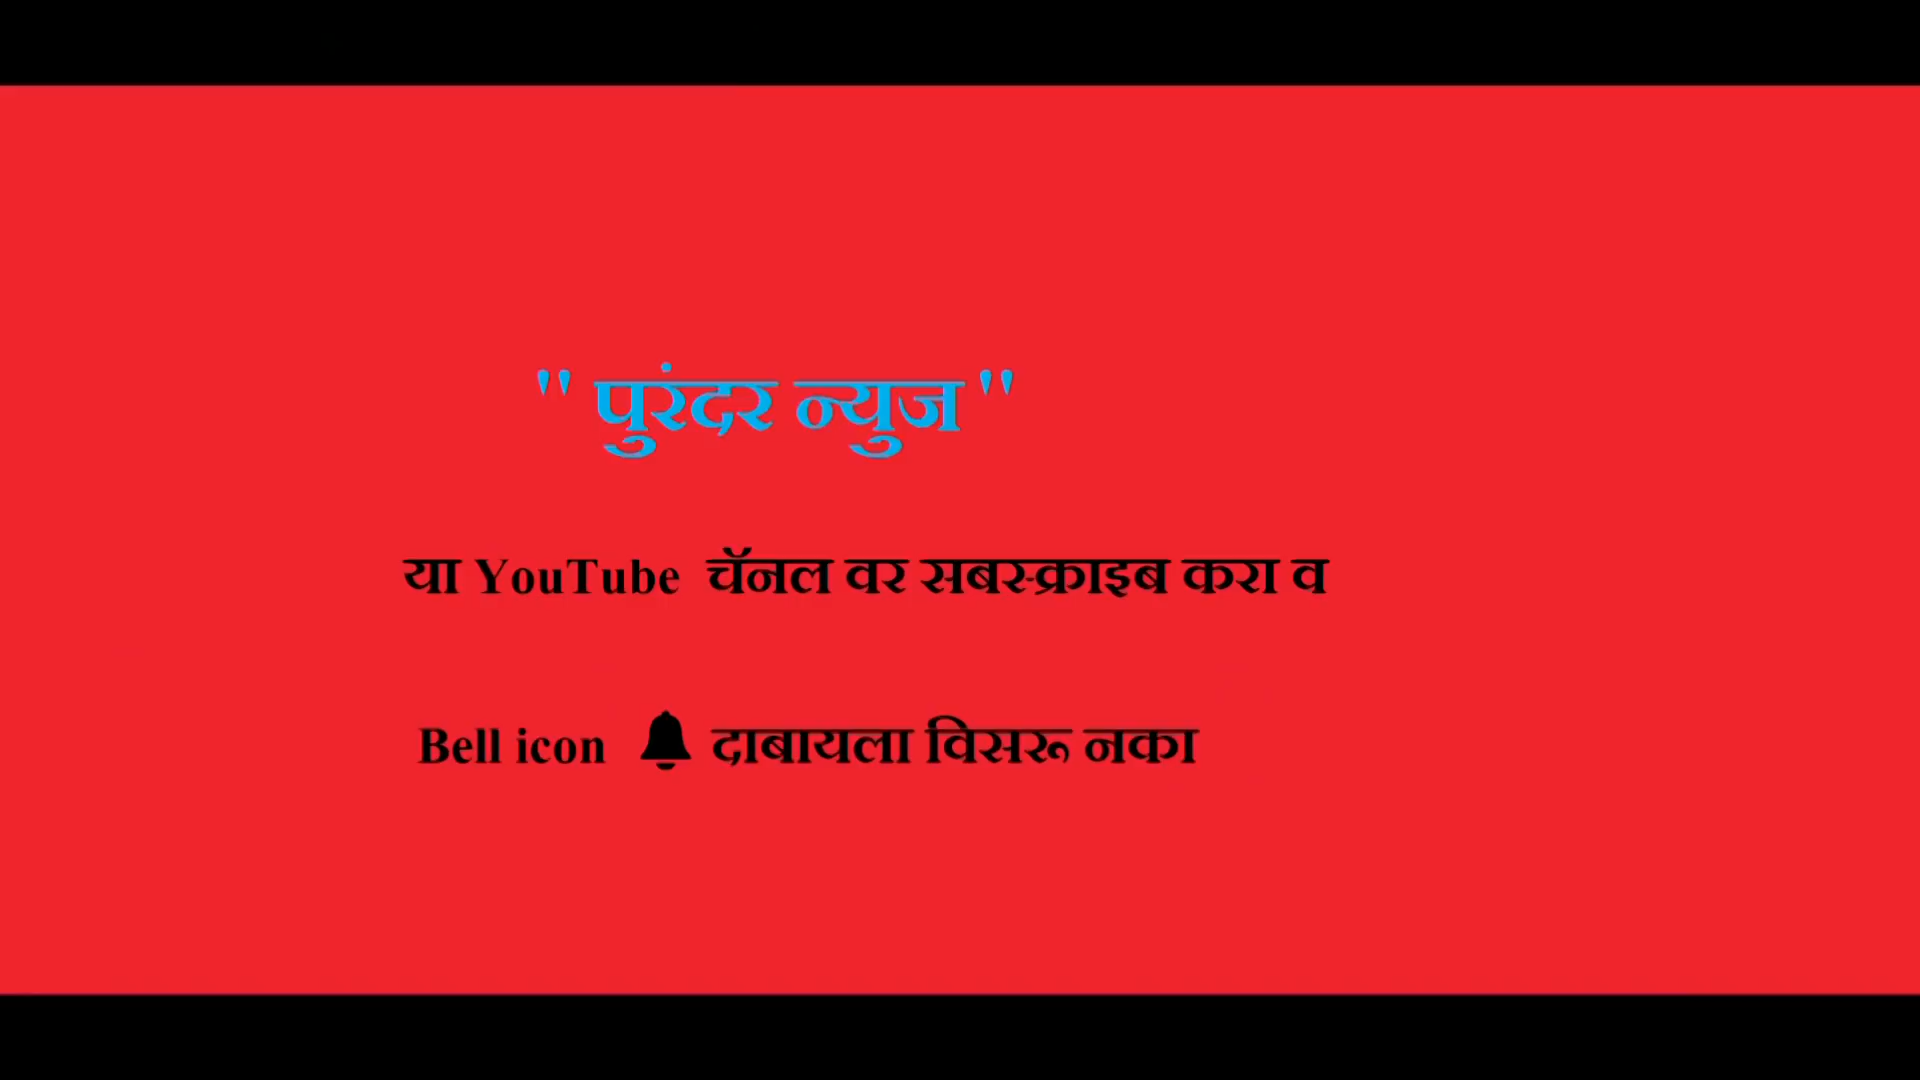 " पुरंदर न्युज "
या YouTube चॅनल वर सबस्क्राइब करा व
Bell icon 🔔 दाबायला विसरू नका